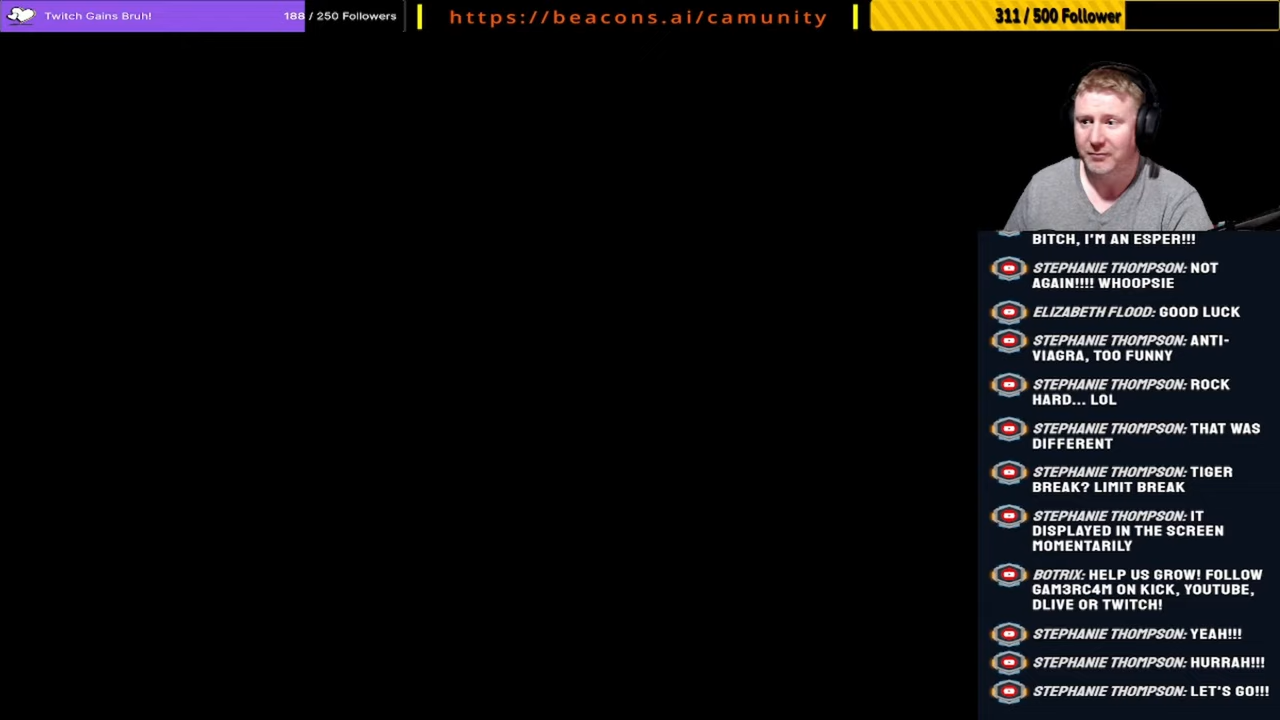 Twitch Gains Bruh!
188 / 250 Followers
https://beacons.ai/camunity
311 / 500 Follower
BITCH, I'M AN ESPER!!!
STEPHANIE THOMPSON: NOT
AGAIN!!!! WHOOPSIE
ELIZABETH FLOOD: GOOD LUCK
STEPHANIE THOMPSON: ANTI-
VIAGRA, TOO FUNNY
STEPHANIE THOMPSON: ROCK
HARD... LOL
STEPHANIE THOMPSON: THAT WAS
DIFFERENT
STEPHANIE THOMPSON: TIGER
BREAK? LIMIT BREAK
STEPHANIE THOMPSON: IT
DISPLAYED IN THE SCREEN
MOMENTARILY
BOTRIX: HELP US GROW! FOLLOW
GAM3RC4M ON KICK, YOUTUBE,
DLIVE OR TWITCH!
STEPHANIE THOMPSON: YEAH!!!
STEPHANIE THOMPSON: HURRAH!!!
STEPHANIE THOMPSON: LET'S GO!!!